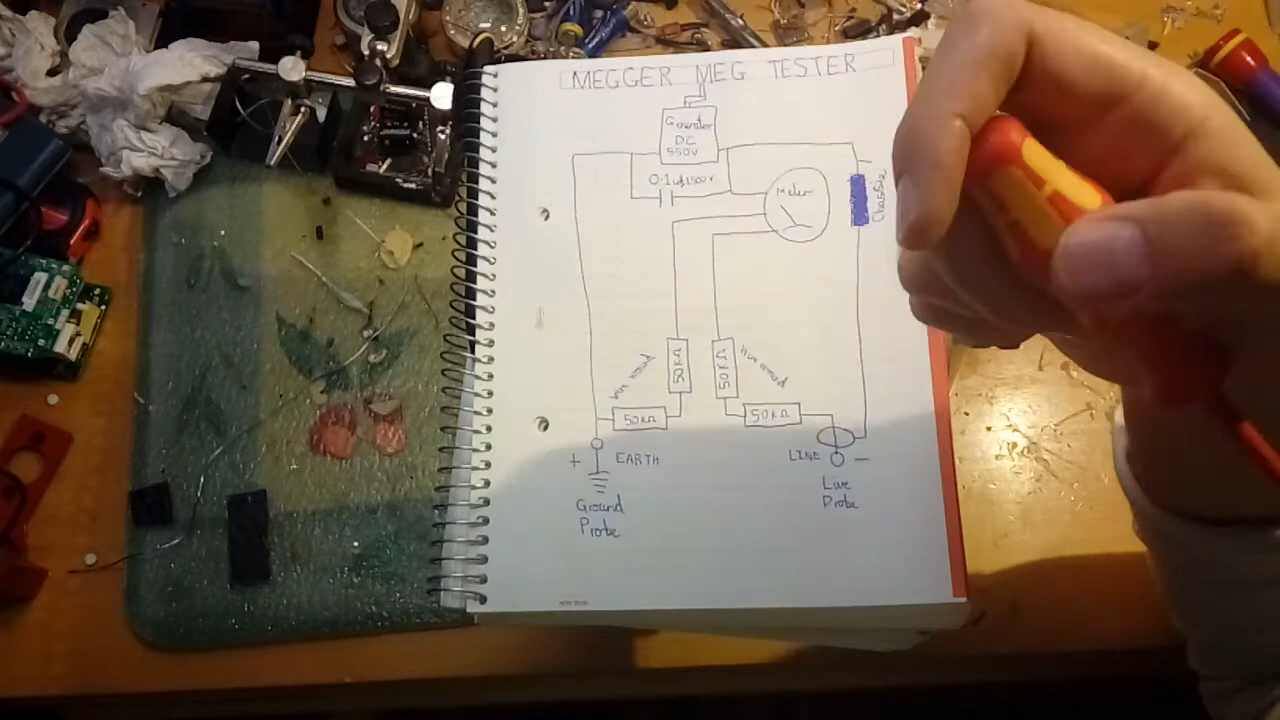 MEGGER MEG TESTER
Generator
DC
550V
0.1uf,1500V
Meter
Chassis
50KΩ
50KΩ
wire wound
wire wound
50KΩ
50KΩ
+
EARTH
LINE
−
Ground
Probe
Live
Probe